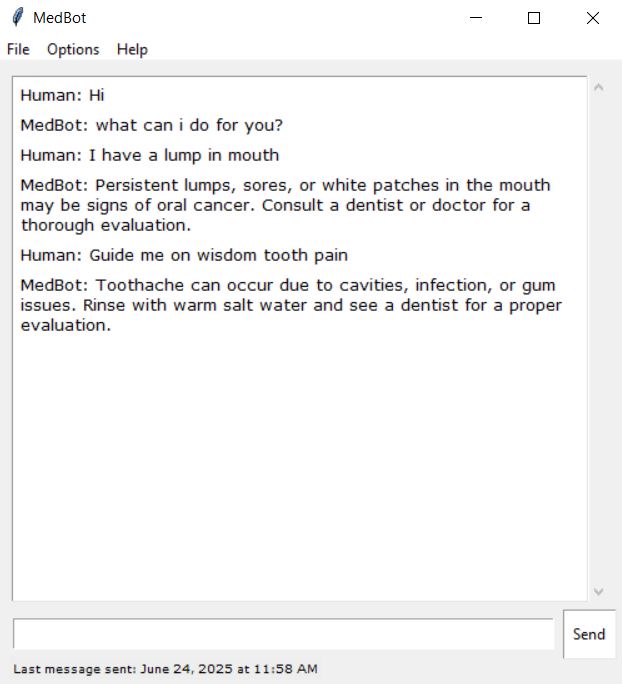 MedBot
File Options Help
Human: Hi
MedBot: what can i do for you?
Human: I have a lump in mouth
MedBot: Persistent lumps, sores, or white patches in the mouth
may be signs of oral cancer. Consult a dentist or doctor for a
thorough evaluation.
Human: Guide me on wisdom tooth pain
MedBot: Toothache can occur due to cavities, infection, or gum
issues. Rinse with warm salt water and see a dentist for a proper
evaluation.
Send
Last message sent: June 24, 2025 at 11:58 AM